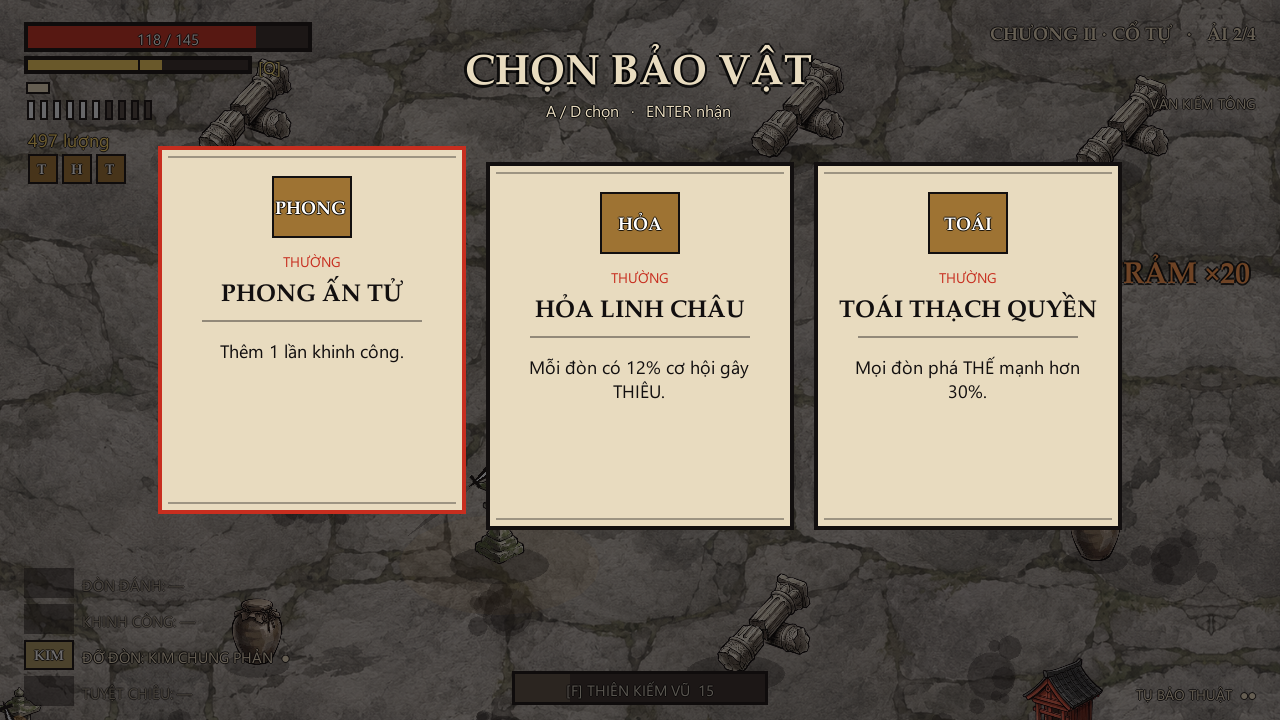 118 / 145
[Q]
497 lượng
T H T
CHƯƠNG II · CỔ TỰ · ẢI 2/4
VẠN KIẾM TÔNG
CHỌN BẢO VẬT
A / D chọn · ENTER nhận
PHONG
THƯỜNG
PHONG ẤN TỬ
Thêm 1 lần khinh công.
HỎA
THƯỜNG
HỎA LINH CHÂU
Mỗi đòn có 12% cơ hội gây
THIÊU.
TOÁI
THƯỜNG
TOÁI THẠCH QUYỀN
Mọi đòn phá THẾ mạnh hơn
30%.
RẢM ×20
ĐÒN ĐÁNH: —
KHINH CÔNG: —
KIM
ĐỠ ĐÒN: KIM CHUNG PHẢN
TUYỆT CHIÊU: —
[F] THIÊN KIẾM VŨ 15
TỤ BẢO THUẬT